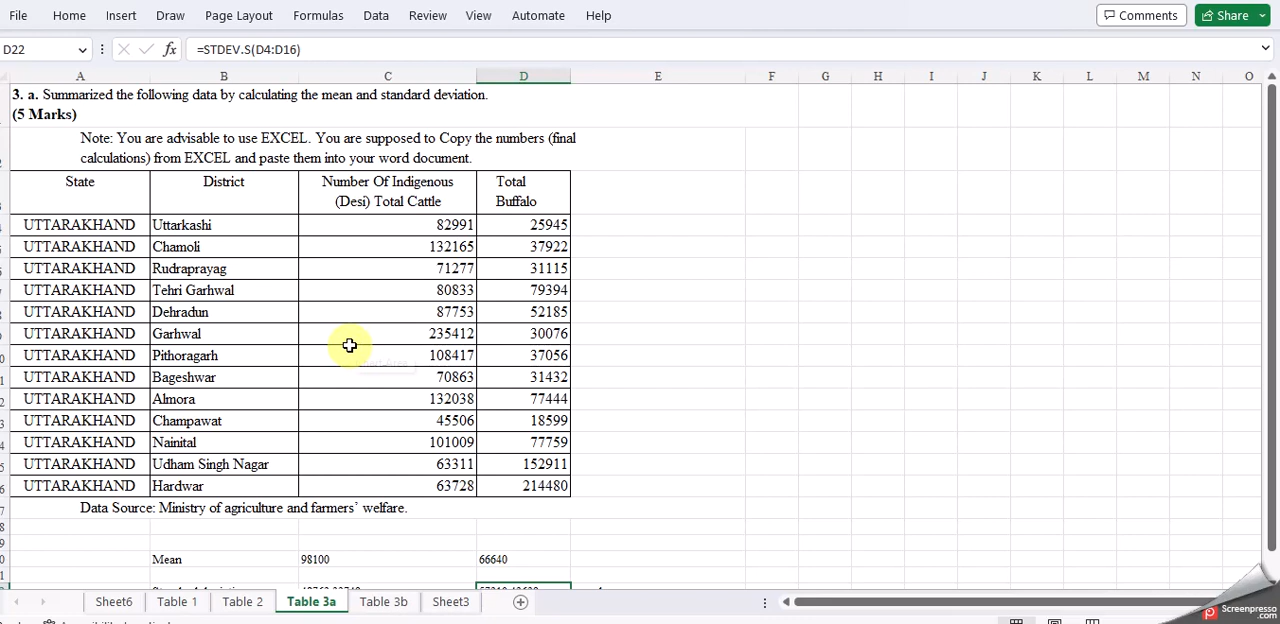 File Home Insert Draw Page Layout Formulas Data Review View Automate Help Comments Share
D22 fx =STDEV.S(D4:D16)
A B C D E F G H I J K L M N O
3. a. Summarized the following data by calculating the mean and standard deviation.
(5 Marks)
Note: You are advisable to use EXCEL. You are supposed to Copy the numbers (final
calculations) from EXCEL and paste them into your word document.
State District Number Of Indigenous Total
(Desi) Total Cattle Buffalo
UTTARAKHAND Uttarkashi 82991 25945
UTTARAKHAND Chamoli 132165 37922
UTTARAKHAND Rudraprayag 71277 31115
UTTARAKHAND Tehri Garhwal 80833 79394
UTTARAKHAND Dehradun 87753 52185
UTTARAKHAND Garhwal 235412 30076
UTTARAKHAND Pithoragarh 108417 37056
UTTARAKHAND Bageshwar 70863 31432
UTTARAKHAND Almora 132038 77444
UTTARAKHAND Champawat 45506 18599
UTTARAKHAND Nainital 101009 77759
UTTARAKHAND Udham Singh Nagar 63311 152911
UTTARAKHAND Hardwar 63728 214480
Data Source: Ministry of agriculture and farmers’ welfare.
Mean 98100 66640
Sheet6 Table 1 Table 2 Table 3a Table 3b Sheet3
Screenpresso
.com